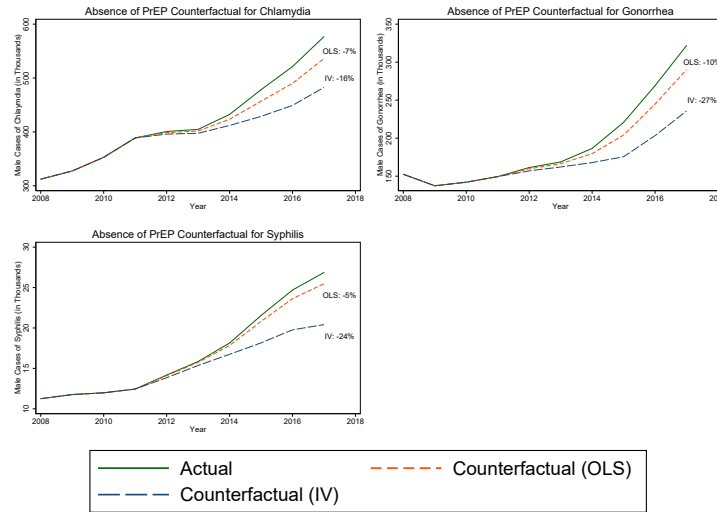 Absence of PrEP Counterfactual for Chlamydia
Male Cases of Chlaymdia (in Thousands)
600
500
400
300
OLS: -7%
IV: -16%
2008 2010 2012 2014 2016 2018
Year
Absence of PrEP Counterfactual for Gonorrhea
Male Cases of Gonorrhea (in Thousands)
350
300
250
200
150
OLS: -10%
IV: -27%
2008 2010 2012 2014 2016
Year
Absence of PrEP Counterfactual for Syphilis
Male Cases of Syphilis (in Thousands)
30
25
20
15
10
OLS: -5%
IV: -24%
2008 2010 2012 2014 2016 2018
Year
Actual
Counterfactual (OLS)
Counterfactual (IV)